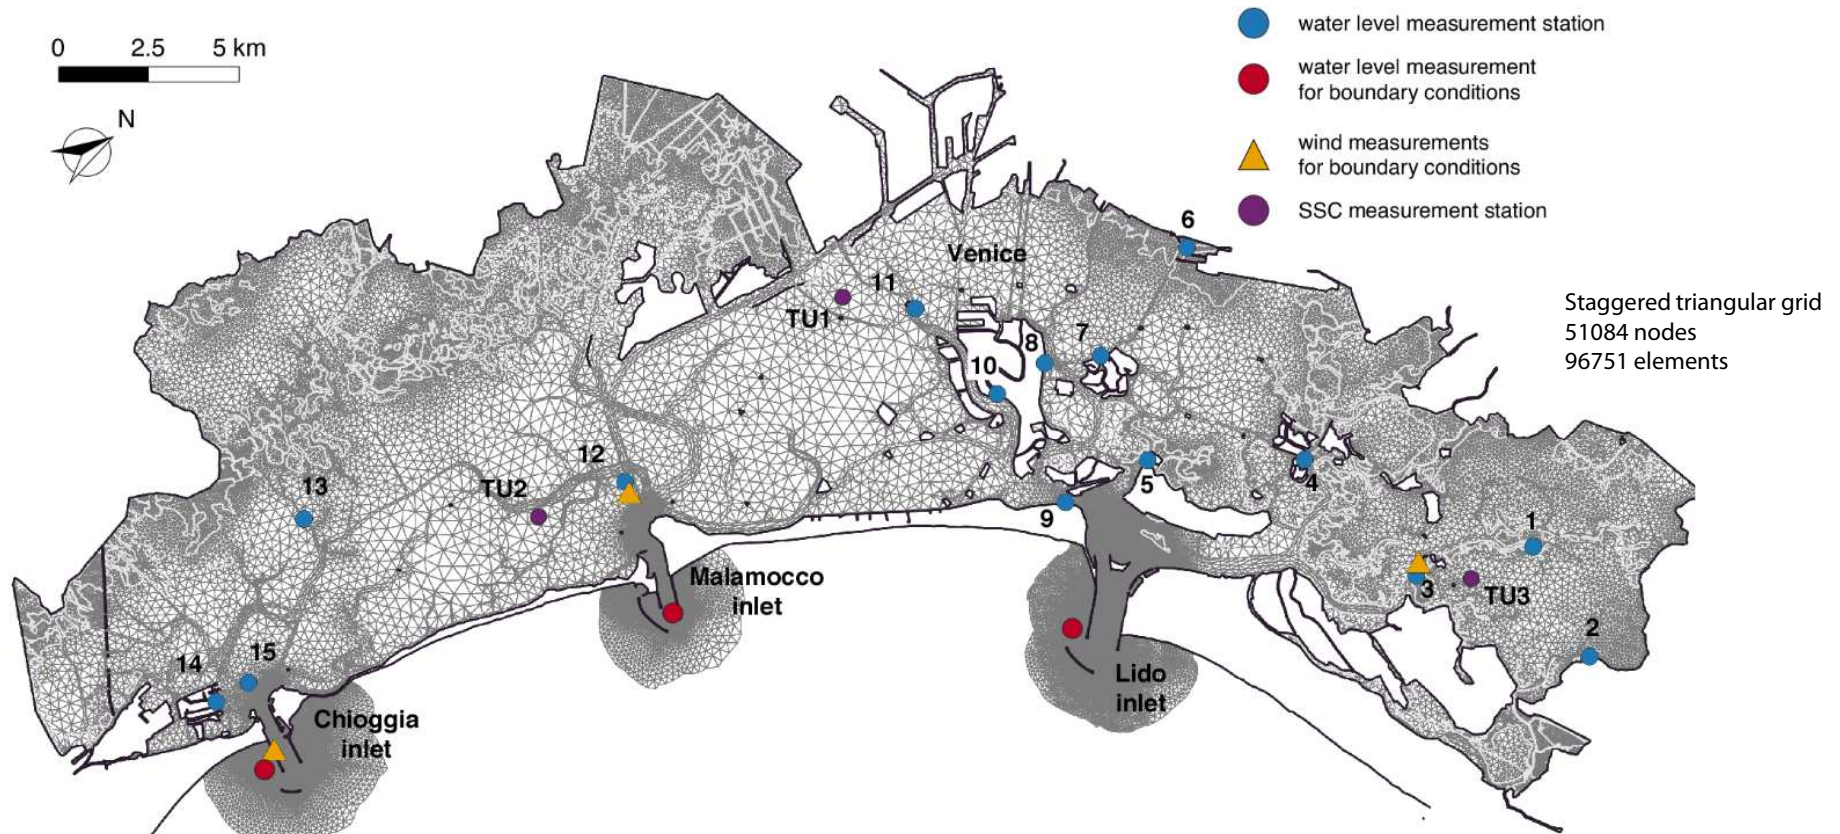 0 2.5 5 km
N
water level measurement station
water level measurement
for boundary conditions
wind measurements
for boundary conditions
SSC measurement station
Staggered triangular grid
51084 nodes
96751 elements
6
Venice
11
TU1
7
8
10
12
TU2
13
5
4
9
1
3
TU3
2
Malamocco
inlet
Lido
inlet
14
15
Chioggia
inlet